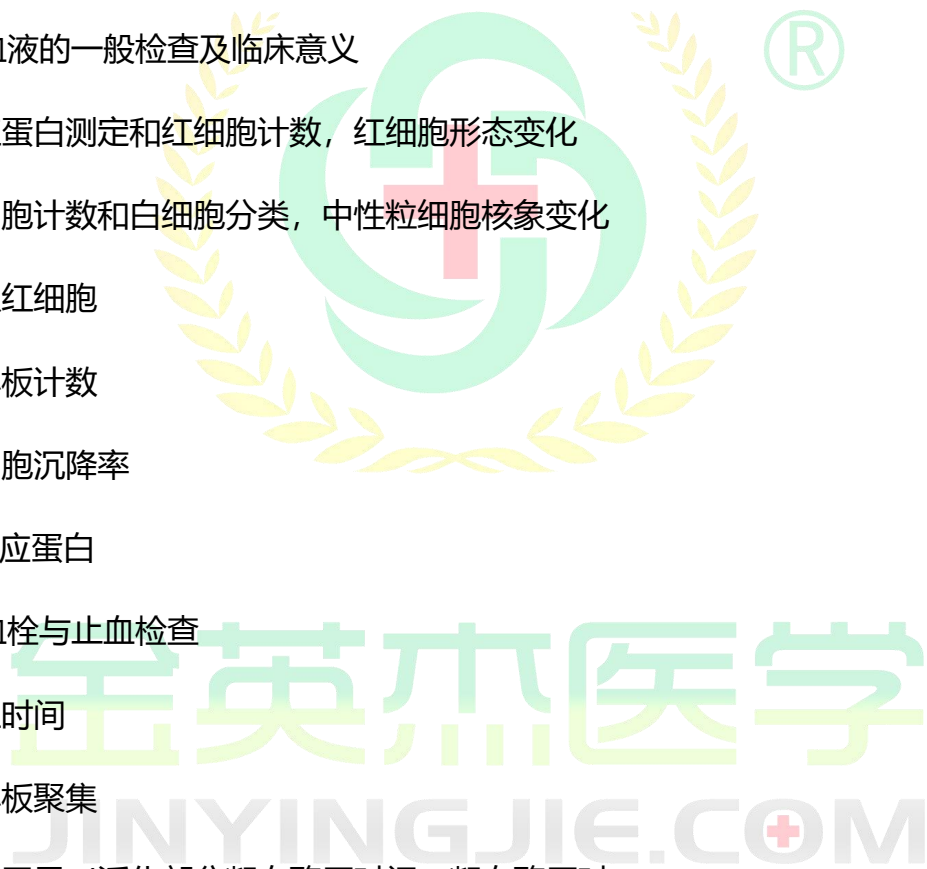 液的一般检查及临床意义
蛋白测定和红细胞计数，红细胞形态变化
胞计数和白细胞分类，中性粒细胞核象变化
红细胞
板计数
胞沉降率
应蛋白
栓与止血检查
时间
板聚集
金英杰医学
JINYINGJIE.COM
®